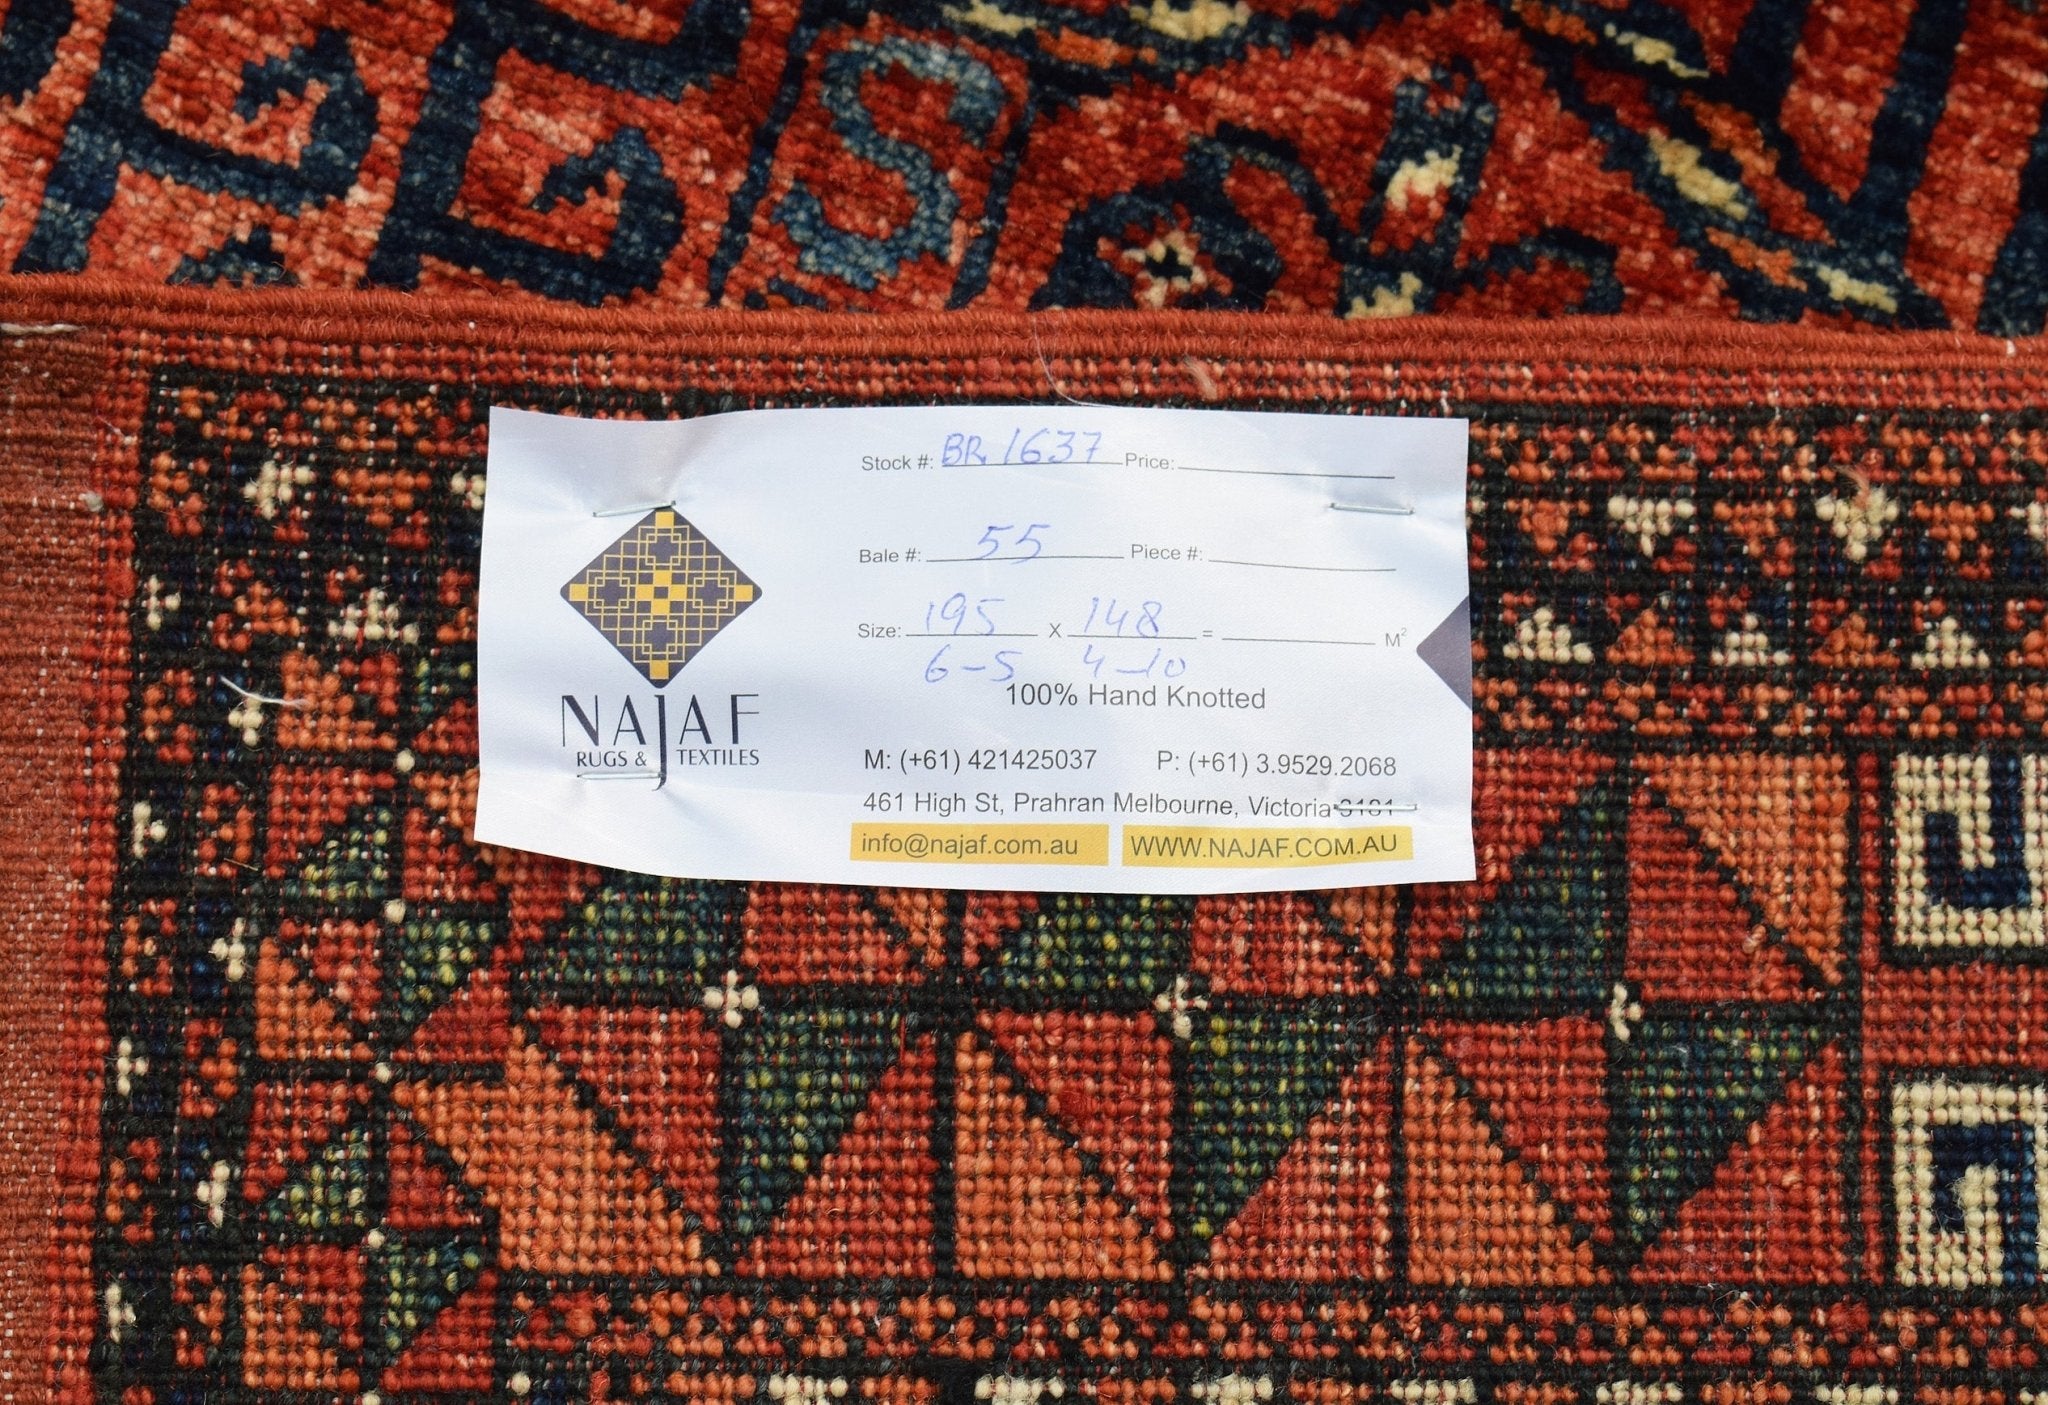 Stock #: BR 1637 Price:
Bale #: 55 Piece #:
Size: 195 X 148 = M²
6-5 4-10
100% Hand Knotted
NAJAF
RUGS & TEXTILES
M: (+61) 421425037 P: (+61) 3.9529.2068
461 High St, Prahran Melbourne, Victoria 3181
info@najaf.com.au WWW.NAJAF.COM.AU